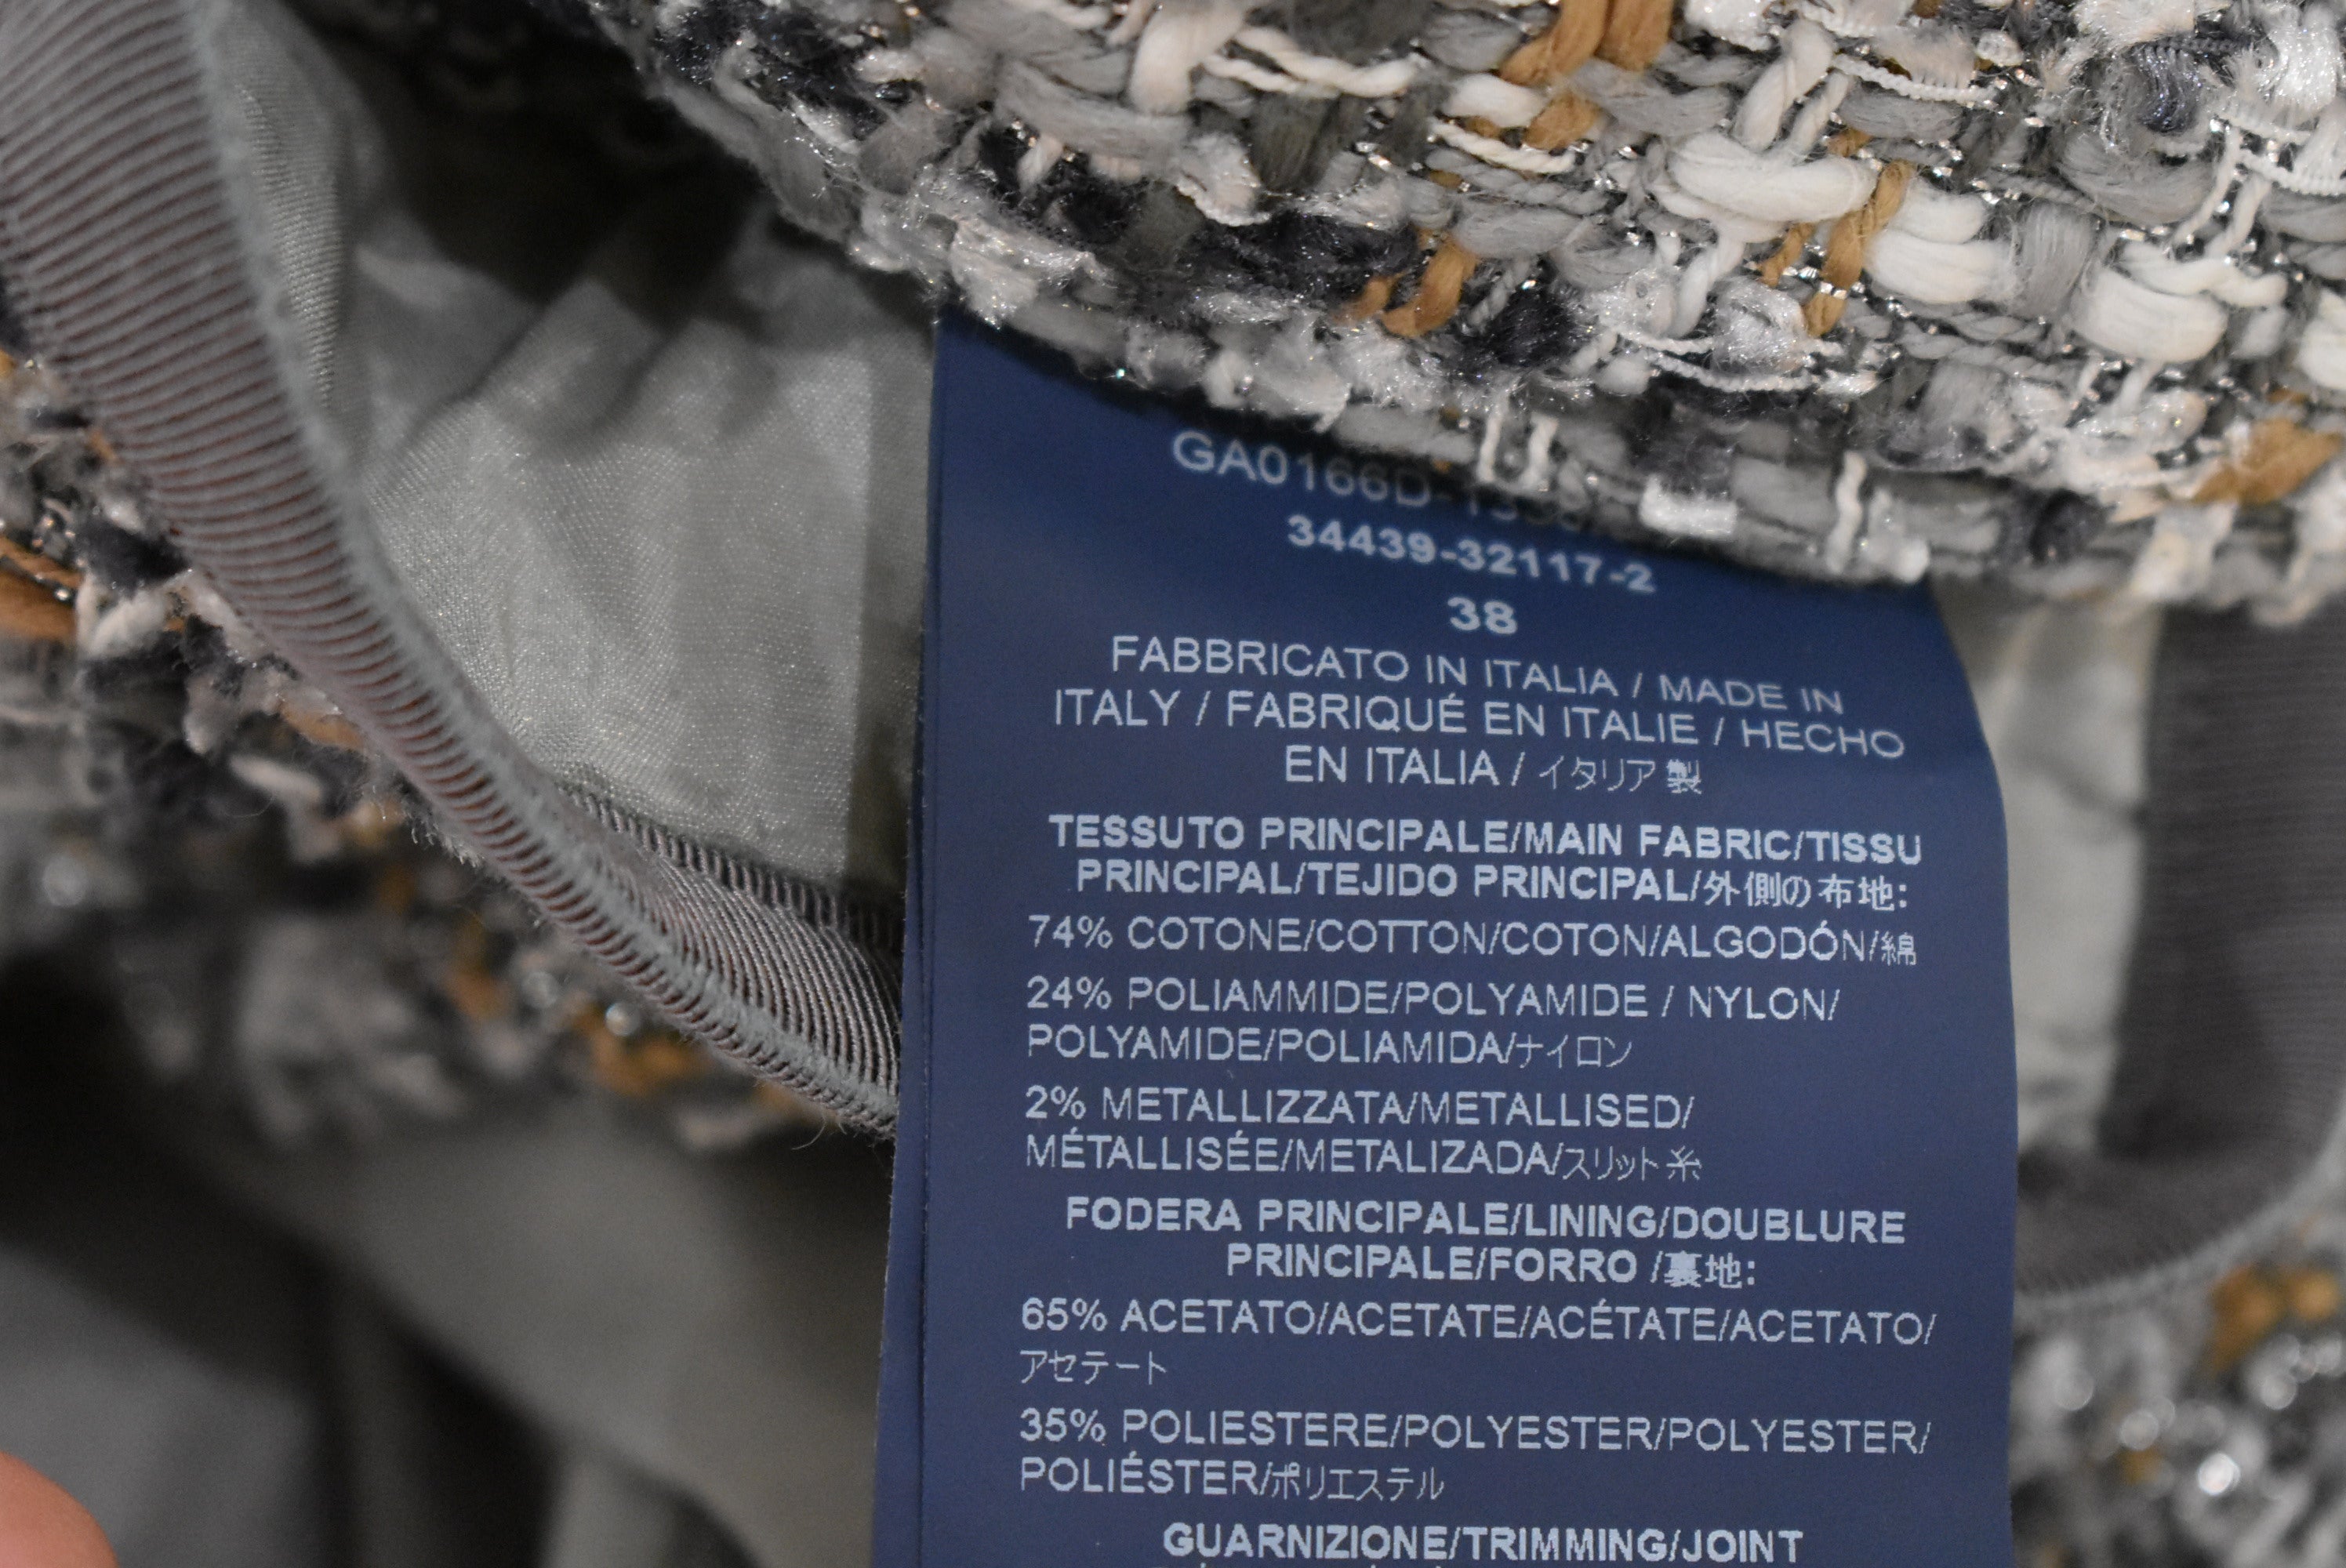 34439-32117-2
38
FABBRICATO IN ITALIA / MADE IN
ITALY / FABRIQUÉ EN ITALIE / HECHO
EN ITALIA / イタリア製
TESSUTO PRINCIPALE/MAIN FABRIC/TISSU
PRINCIPAL/TEJIDO PRINCIPAL/外側の布地:
74% COTONE/COTTON/COTON/ALGODÓN/綿
24% POLIAMMIDE/POLYAMIDE / NYLON/
POLYAMIDE/POLIAMIDA/ナイロン
2% METALLIZZATA/METALLISED/
MÉTALLISÉE/METALIZADA/スリット糸
FODERA PRINCIPALE/LINING/DOUBLURE
PRINCIPALE/FORRO /裏地:
65% ACETATO/ACETATE/ACÉTATE/ACETATO/
アセテート
35% POLIESTERE/POLYESTER/POLYESTER/
POLIÉSTER/ポリエステル
GUARNIZIONE/TRIMMING/JOINT